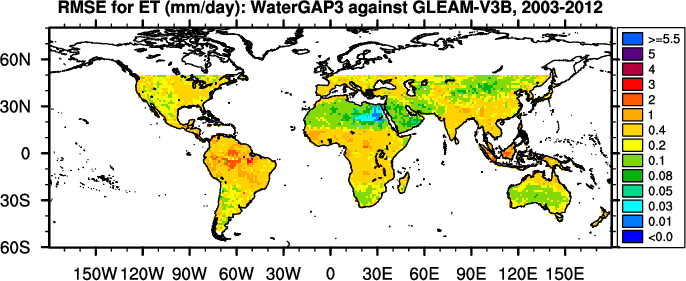 RMSE for ET (mm/day): WaterGAP3 against GLEAM-V3B, 2003-2012
>=5.5
5
4
3
2
1
0.4
0.2
0.1
0.08
0.05
0.03
0.01
<0.0
60N
30N
0
30S
60S
150W 120W 90W 60W 30W 0 30E 60E 90E 120E 150E